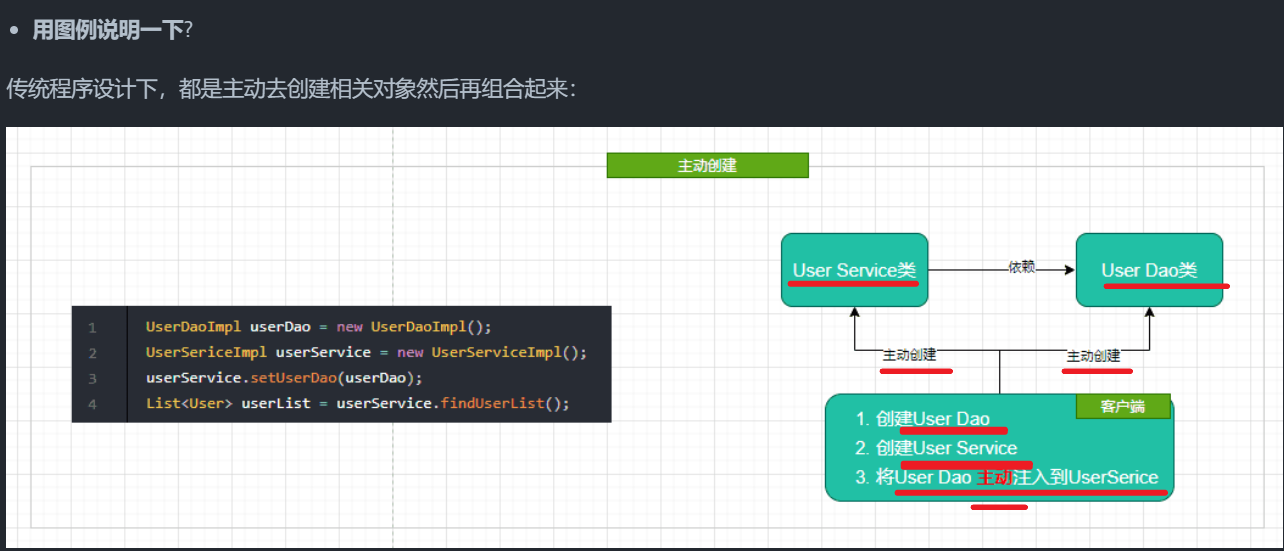 用图例说明一下?
传统程序设计下，都是主动去创建相关对象然后再组合起来：
主动创建
User Service类
依赖
User Dao类
1 UserDaoImpl userDao = new UserDaoImpl();
2 UserSericeImpl userService = new UserServiceImpl();
3 userService.setUserDao(userDao);
4 List<User> userList = userService.findUserList();
主动创建
主动创建
客户端
1. 创建User Dao
2. 创建User Service
3. 将User Dao 主动注入到UserSerice